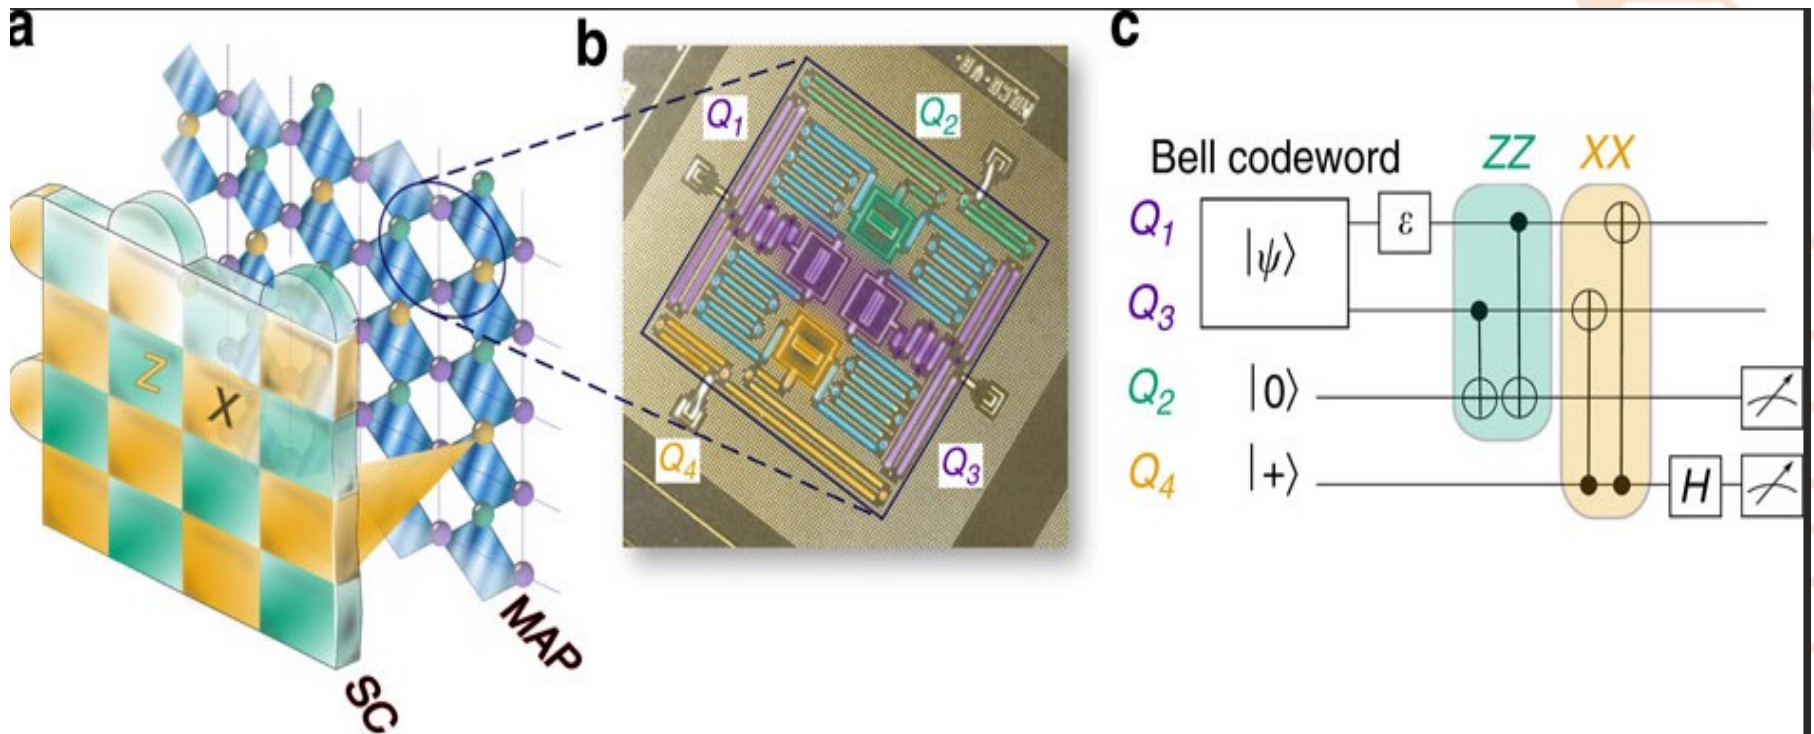 a
Z
X
MAP
SC
b
Q1
Q2
Q4
Q3
c
Bell codeword
ZZ
XX
Q1
ε
|ψ⟩
Q3
Q2
|0⟩
Q4
|+⟩
H